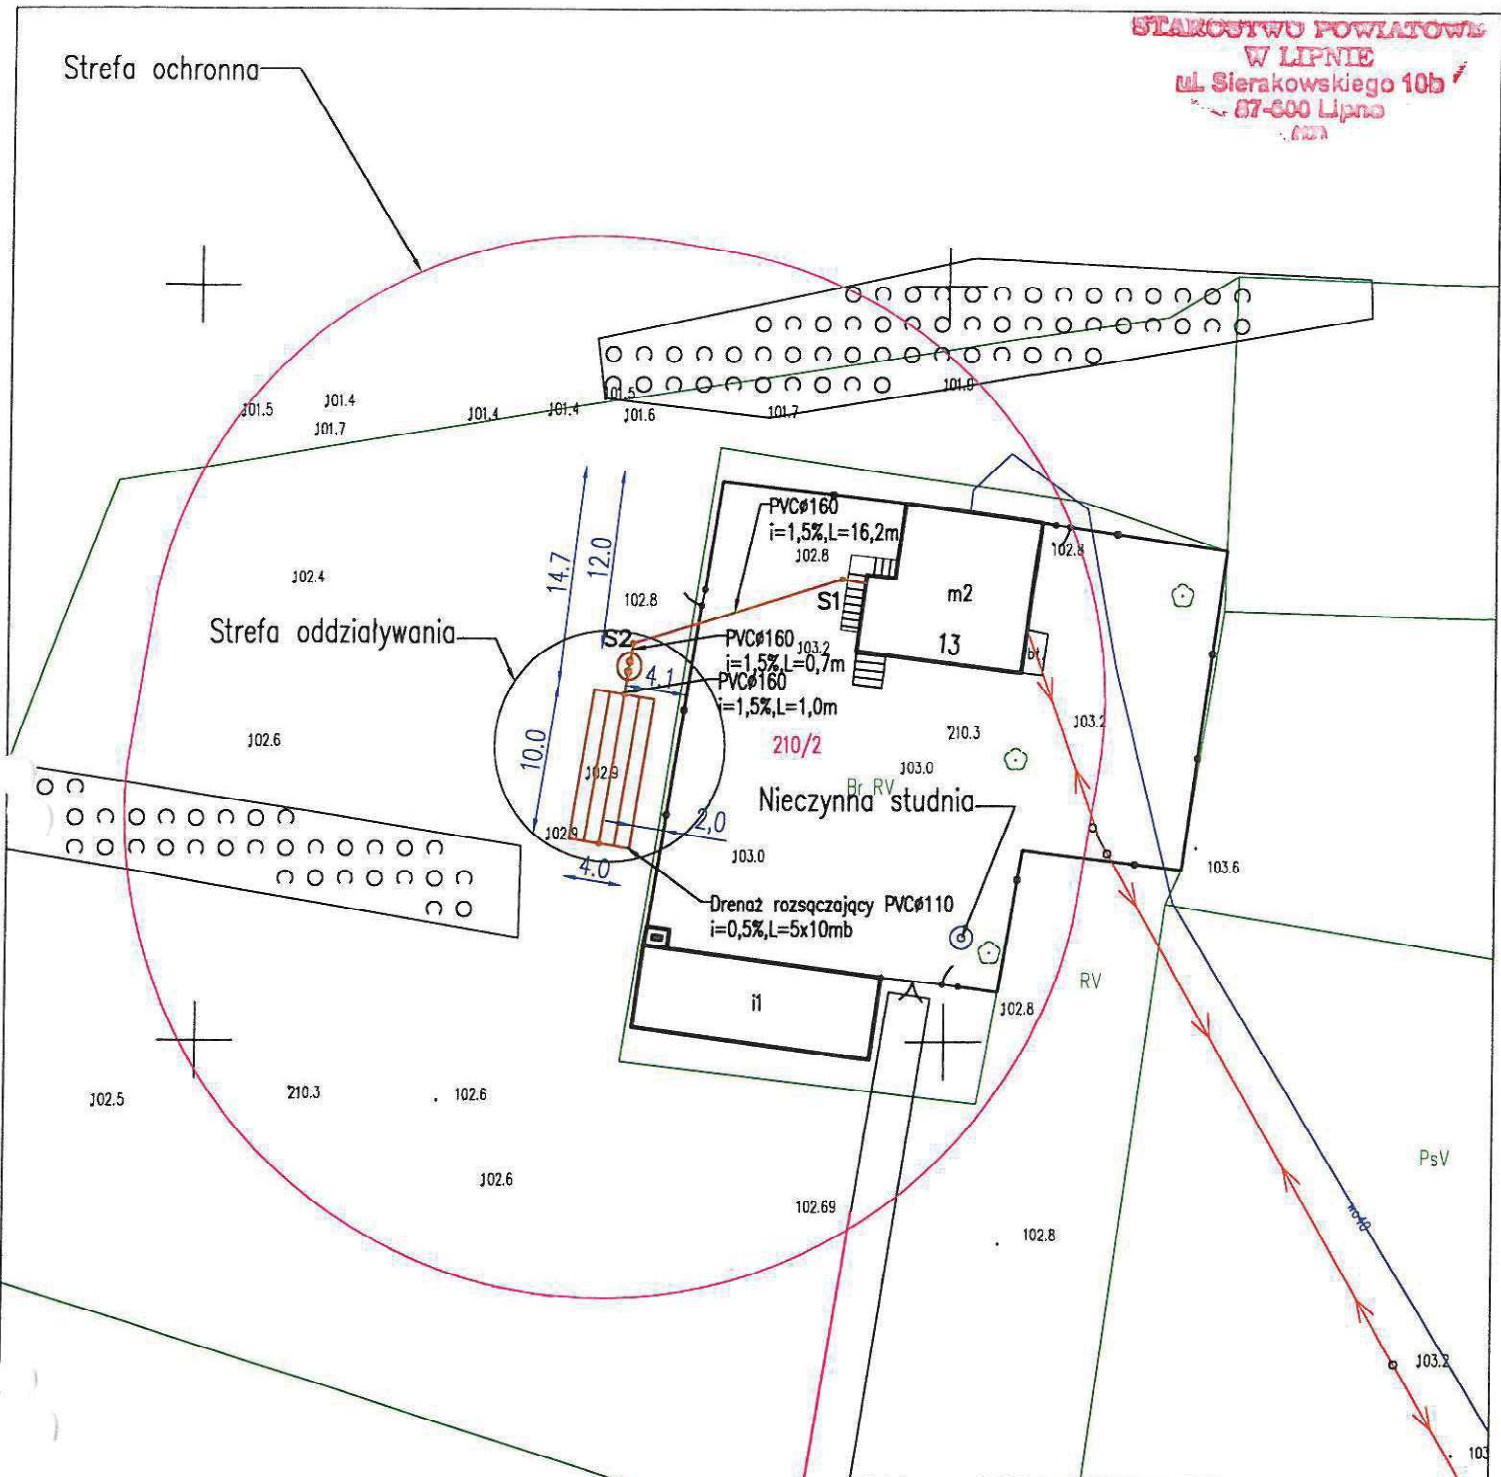 STAROSTWO POWIATOWE
W LIPNIE
ul. Sierakowskiego 10b
87-600 Lipno
Strefa ochronna
101.5
101.4
101.7
101.4
101.4
101.5
101.6
101.7
101.9
PVCø160
i=1,5%,L=16,2m
102.8
102.8
14.7
12.0
102.4
102.8
S1
m2
13
Strefa oddziaływania
S2
PVCø160
i=1,5%,L=0,7m
103.2
bt
4.1
PVCø160
i=1,5%,L=1,0m
103.2
102.6
10.0
102.9
210/2
210.3
103.0
Br RV
Nieczynna studnia
102.9
2,0
4.0
103.0
103.6
Drenaż rozsączający PVCø110
i=0,5%,L=5x10mb
i1
RV
102.8
102.5
210.3
102.6
102.6
102.69
102.8
PsV
wo40
103.2
103